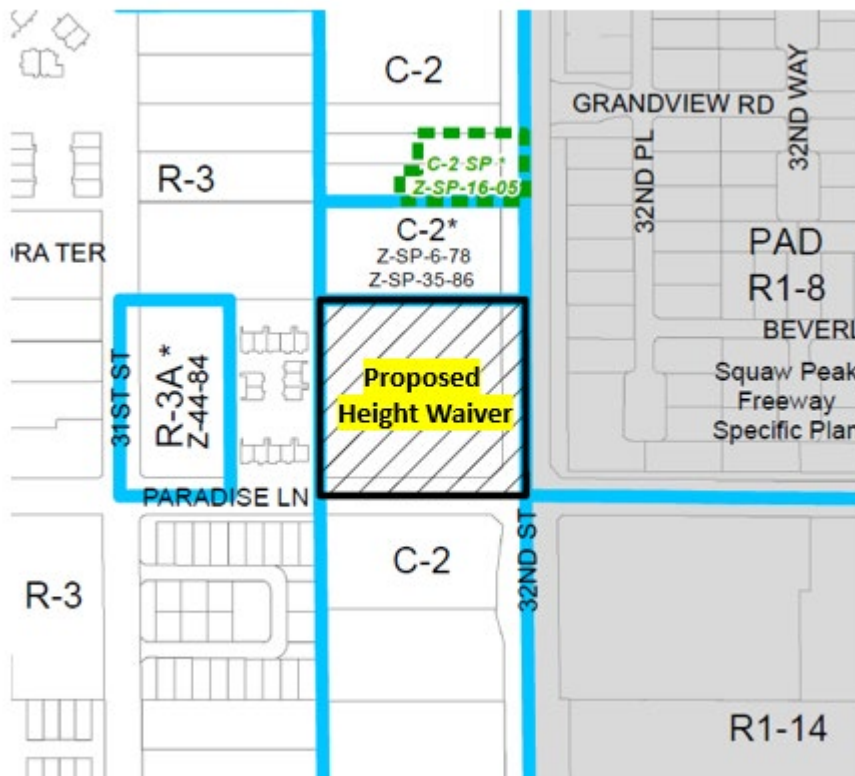 C-2
GRANDVIEW RD
32ND WAY
C-2 SP *
Z-SP-16-05
R-3
32ND PL
C-2*
Z-SP-6-78
Z-SP-35-86
ORA TER
PAD
R1-8
BEVERL
31ST ST
R-3A *
Z-44-84
Proposed
Height Waiver
Squaw Peak
Freeway
Specific Plan
PARADISE LN
C-2
32ND ST
R-3
R1-14